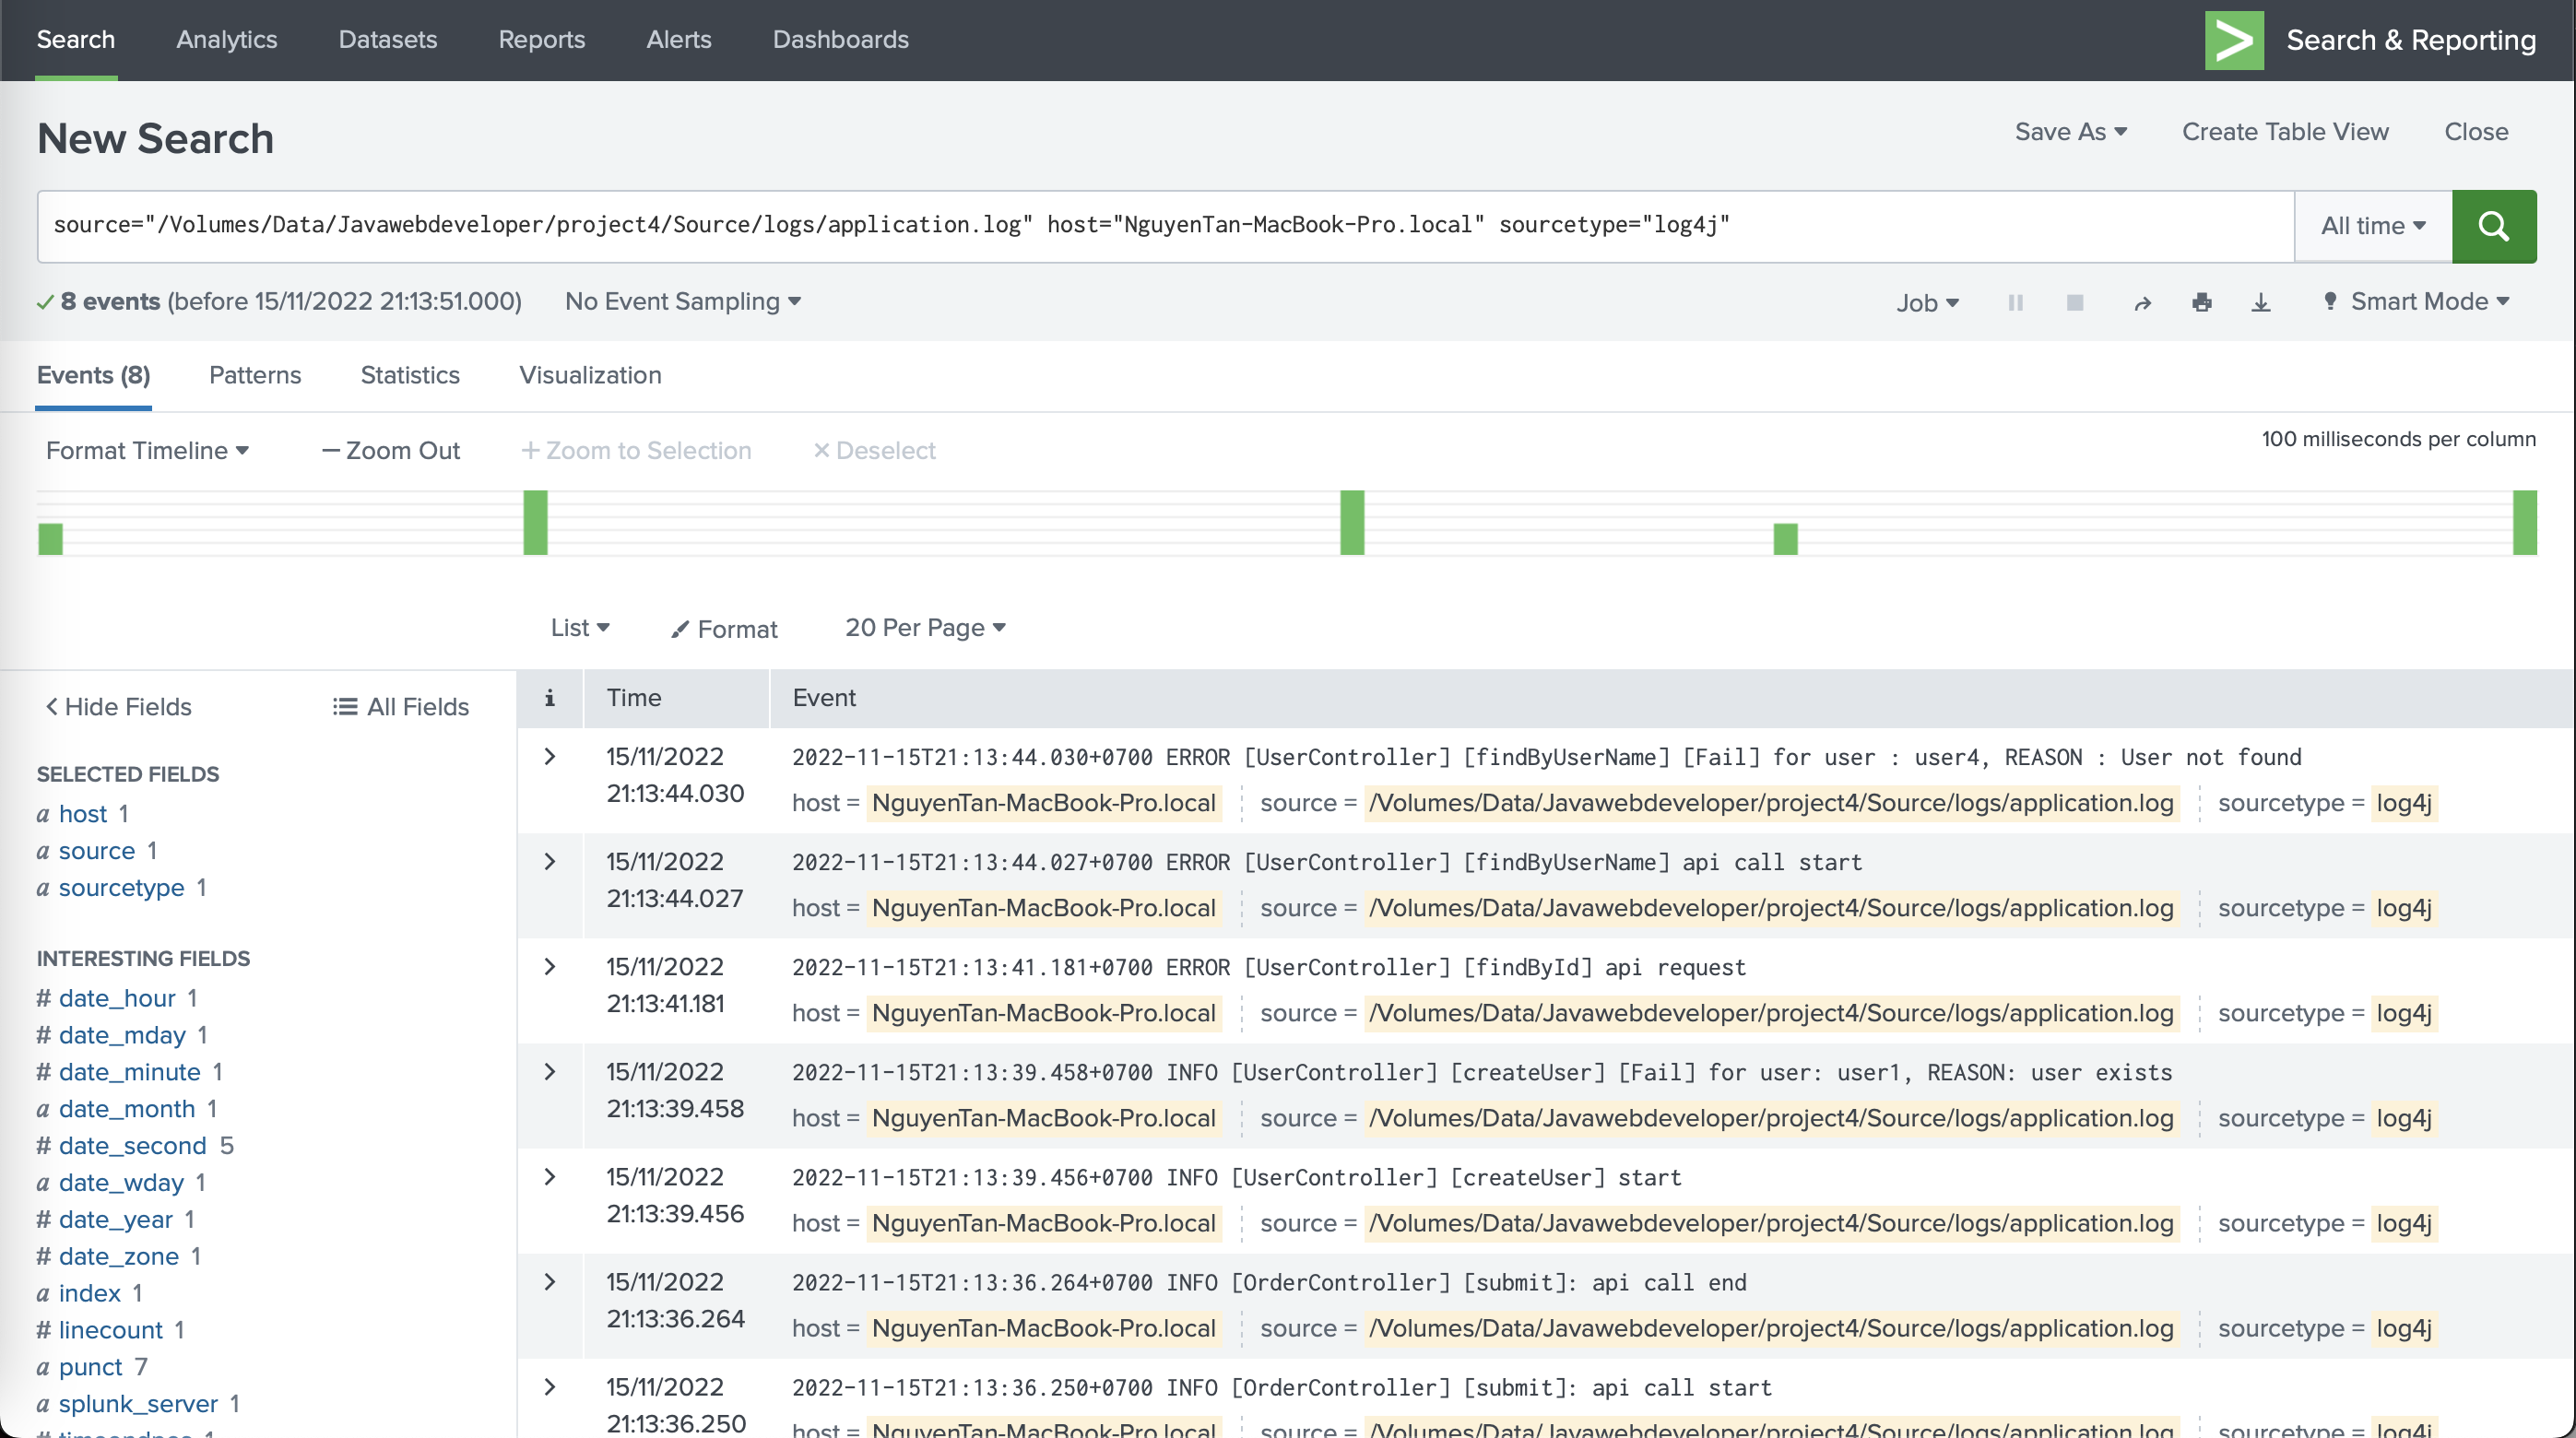 Search Analytics Datasets Reports Alerts Dashboards Search & Reporting
New Search
Save As Create Table View Close
source="/Volumes/Data/Javawebdeveloper/project4/Source/logs/application.log" host="NguyenTan-MacBook-Pro.local" sourcetype="log4j"
All time
8 events (before 15/11/2022 21:13:51.000) No Event Sampling
Job Smart Mode
Events (8) Patterns Statistics Visualization
Format Timeline — Zoom Out + Zoom to Selection × Deselect
100 milliseconds per column
List Format 20 Per Page
< Hide Fields All Fields
SELECTED FIELDS
a host 1
a source 1
a sourcetype 1
INTERESTING FIELDS
# date_hour 1
# date_mday 1
# date_minute 1
a date_month 1
# date_second 5
a date_wday 1
# date_year 1
# date_zone 1
a index 1
# linecount 1
a punct 7
a splunk_server 1
i Time Event
15/11/2022
21:13:44.030
2022-11-15T21:13:44.030+0700 ERROR [UserController] [findByUserName] [Fail] for user : user4, REASON : User not found
host = NguyenTan-MacBook-Pro.local source = /Volumes/Data/Javawebdeveloper/project4/Source/logs/application.log sourcetype = log4j
15/11/2022
21:13:44.027
2022-11-15T21:13:44.027+0700 ERROR [UserController] [findByUserName] api call start
host = NguyenTan-MacBook-Pro.local source = /Volumes/Data/Javawebdeveloper/project4/Source/logs/application.log sourcetype = log4j
15/11/2022
21:13:41.181
2022-11-15T21:13:41.181+0700 ERROR [UserController] [findById] api request
host = NguyenTan-MacBook-Pro.local source = /Volumes/Data/Javawebdeveloper/project4/Source/logs/application.log sourcetype = log4j
15/11/2022
21:13:39.458
2022-11-15T21:13:39.458+0700 INFO [UserController] [createUser] [Fail] for user: user1, REASON: user exists
host = NguyenTan-MacBook-Pro.local source = /Volumes/Data/Javawebdeveloper/project4/Source/logs/application.log sourcetype = log4j
15/11/2022
21:13:39.456
2022-11-15T21:13:39.456+0700 INFO [UserController] [createUser] start
host = NguyenTan-MacBook-Pro.local source = /Volumes/Data/Javawebdeveloper/project4/Source/logs/application.log sourcetype = log4j
15/11/2022
21:13:36.264
2022-11-15T21:13:36.264+0700 INFO [OrderController] [submit]: api call end
host = NguyenTan-MacBook-Pro.local source = /Volumes/Data/Javawebdeveloper/project4/Source/logs/application.log sourcetype = log4j
15/11/2022
21:13:36.250
2022-11-15T21:13:36.250+0700 INFO [OrderController] [submit]: api call start
host = NguyenTan-MacBook-Pro.local source = /Volumes/Data/Javawebdeveloper/project4/Source/logs/application.log sourcetype = log4j